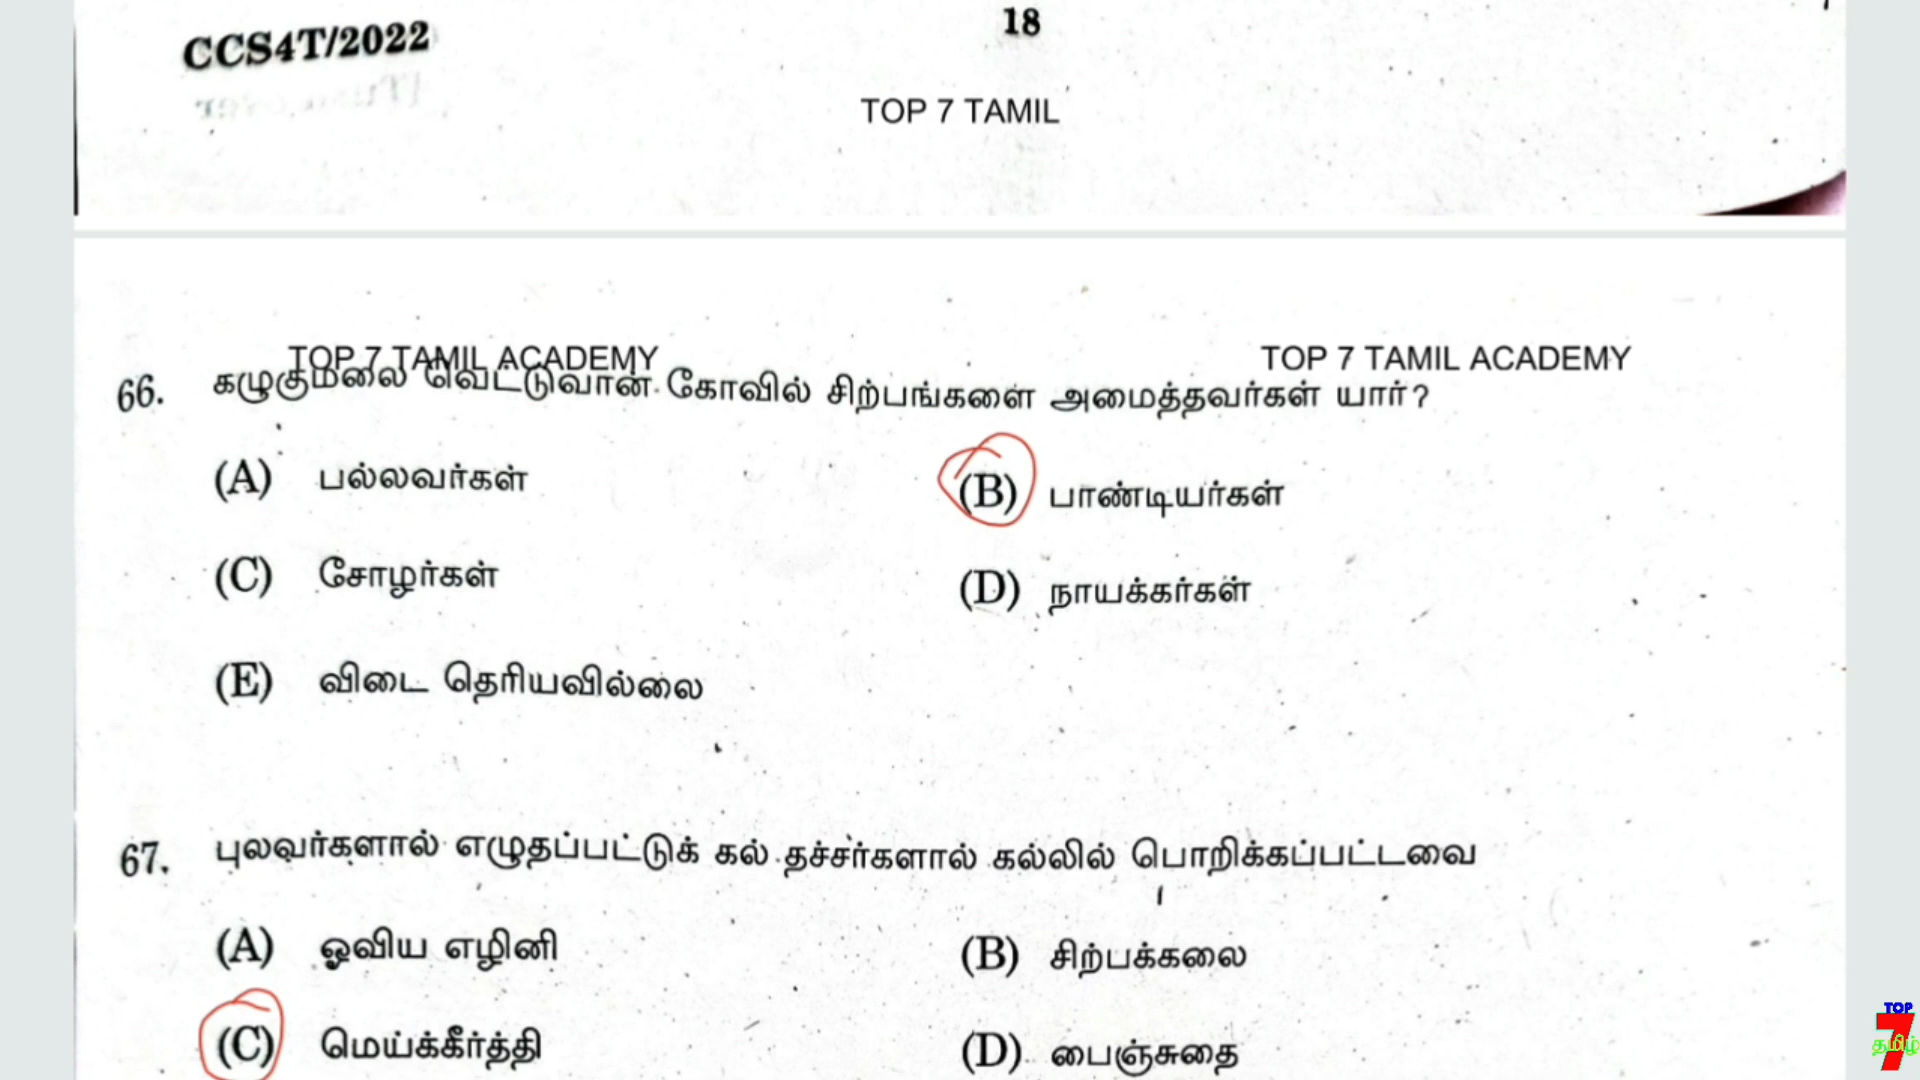 CCS4T/2022
18
TOP 7 TAMIL
TOP 7 TAMIL ACADEMY
TOP 7 TAMIL ACADEMY
66. கழுகுமலை வெட்டுவான் கோவில் சிற்பங்களை அமைத்தவர்கள் யார்?
(A) பல்லவர்கள்
(B) பாண்டியர்கள்
(C) சோழர்கள்
(D) நாயக்கர்கள்
(E) விடை தெரியவில்லை
67. புலவர்களால் எழுதப்பட்டுக் கல் தச்சர்களால் கல்லில் பொறிக்கப்பட்டவை
(A) ஓவிய எழினி
(B) சிற்பக்கலை
(C) மெய்க்கீர்த்தி
(D) பைஞ்சுதை
TOP
7
தமிழ்